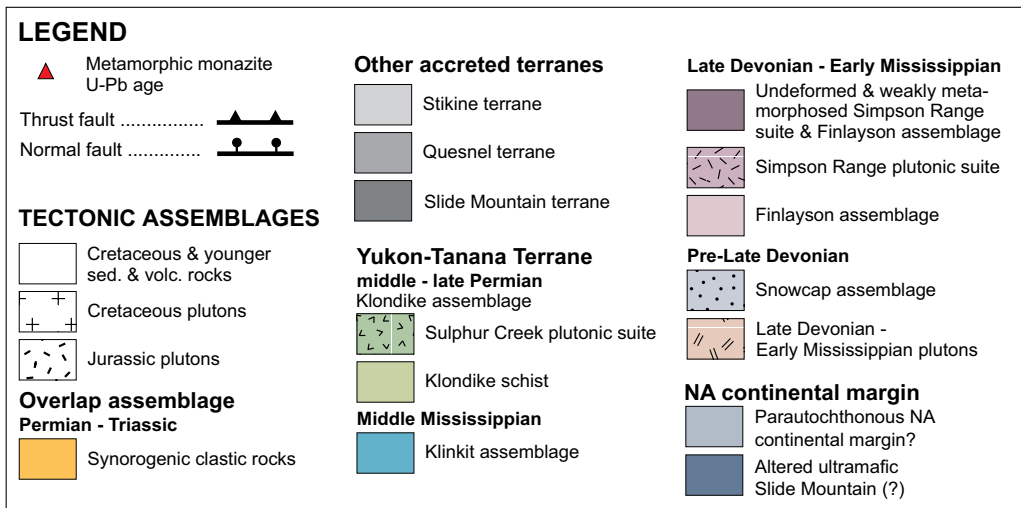 LEGEND
Metamorphic monazite
U-Pb age
Thrust fault ...............
Normal fault .............
TECTONIC ASSEMBLAGES
Cretaceous & younger
sed. & volc. rocks
Cretaceous plutons
Jurassic plutons
Overlap assemblage
Permian - Triassic
Synorogenic clastic rocks
Other accreted terranes
Stikine terrane
Quesnel terrane
Slide Mountain terrane
Yukon-Tanana Terrane
middle - late Permian
Klondike assemblage
Sulphur Creek plutonic suite
Klondike schist
Middle Mississippian
Klinkit assemblage
Late Devonian - Early Mississippian
Undeformed & weakly meta-
morphosed Simpson Range
suite & Finlayson assemblage
Simpson Range plutonic suite
Finlayson assemblage
Pre-Late Devonian
Snowcap assemblage
Late Devonian -
Early Mississippian plutons
NA continental margin
Parautochthonous NA
continental margin?
Altered ultramafic
Slide Mountain (?)